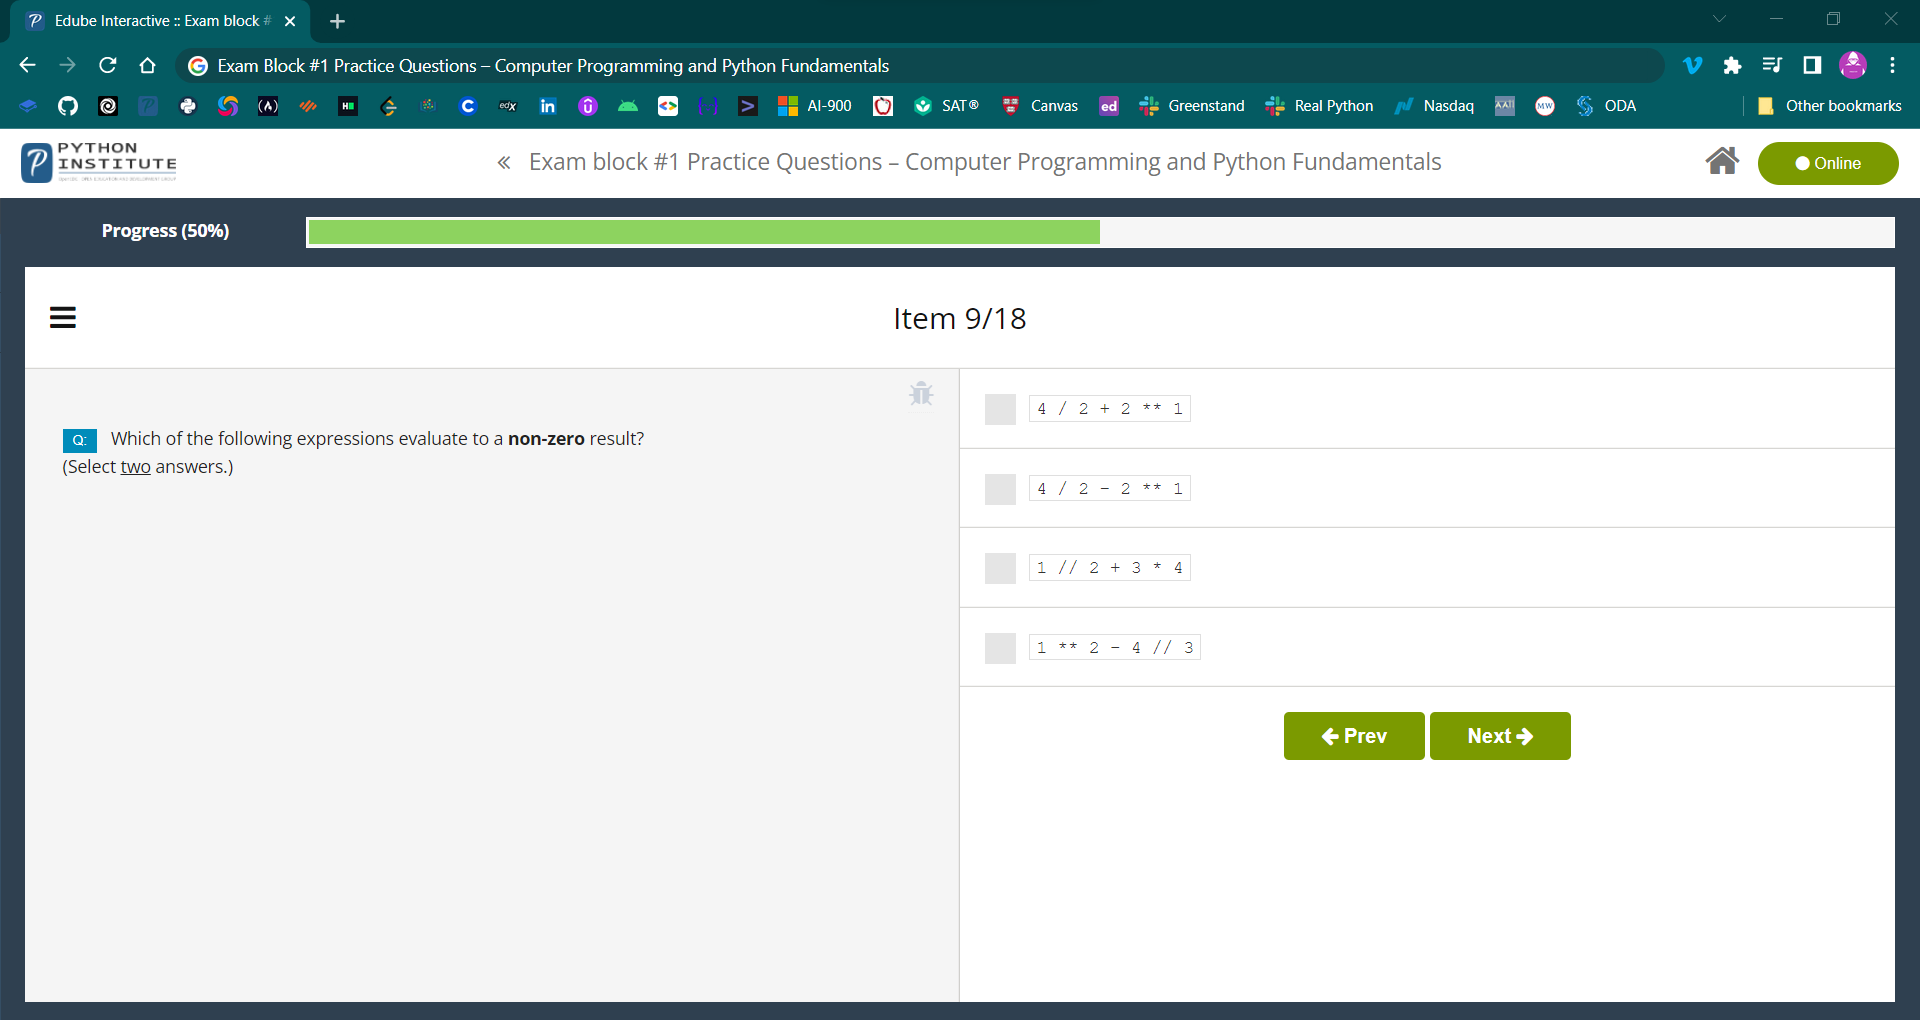 Edube Interactive :: Exam block #
Exam Block #1 Practice Questions – Computer Programming and Python Fundamentals
AI-900
SAT®
Canvas
ed
Greenstand
Real Python
Nasdaq
ODA
Other bookmarks
PYTHON
INSTITUTE
« Exam block #1 Practice Questions – Computer Programming and Python Fundamentals
Online
Progress (50%)
Item 9/18
Q: Which of the following expressions evaluate to a non-zero result?
(Select two answers.)
4 / 2 + 2 ** 1
4 / 2 - 2 ** 1
1 // 2 + 3 * 4
1 ** 2 - 4 // 3
Prev
Next